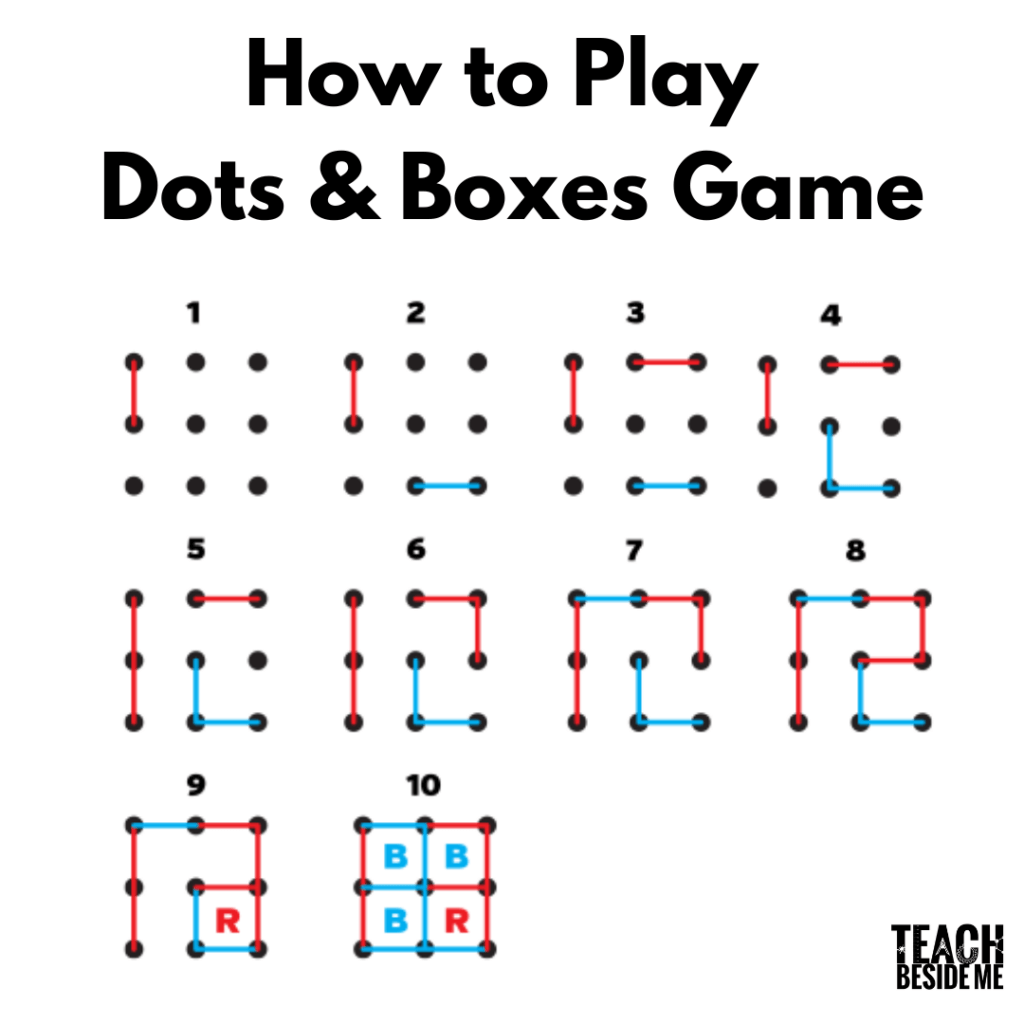 How to Play
Dots & Boxes Game
1 2 3 4
5 6 7 8
9 10
B B
R B R
TEACH
BESIDE ME